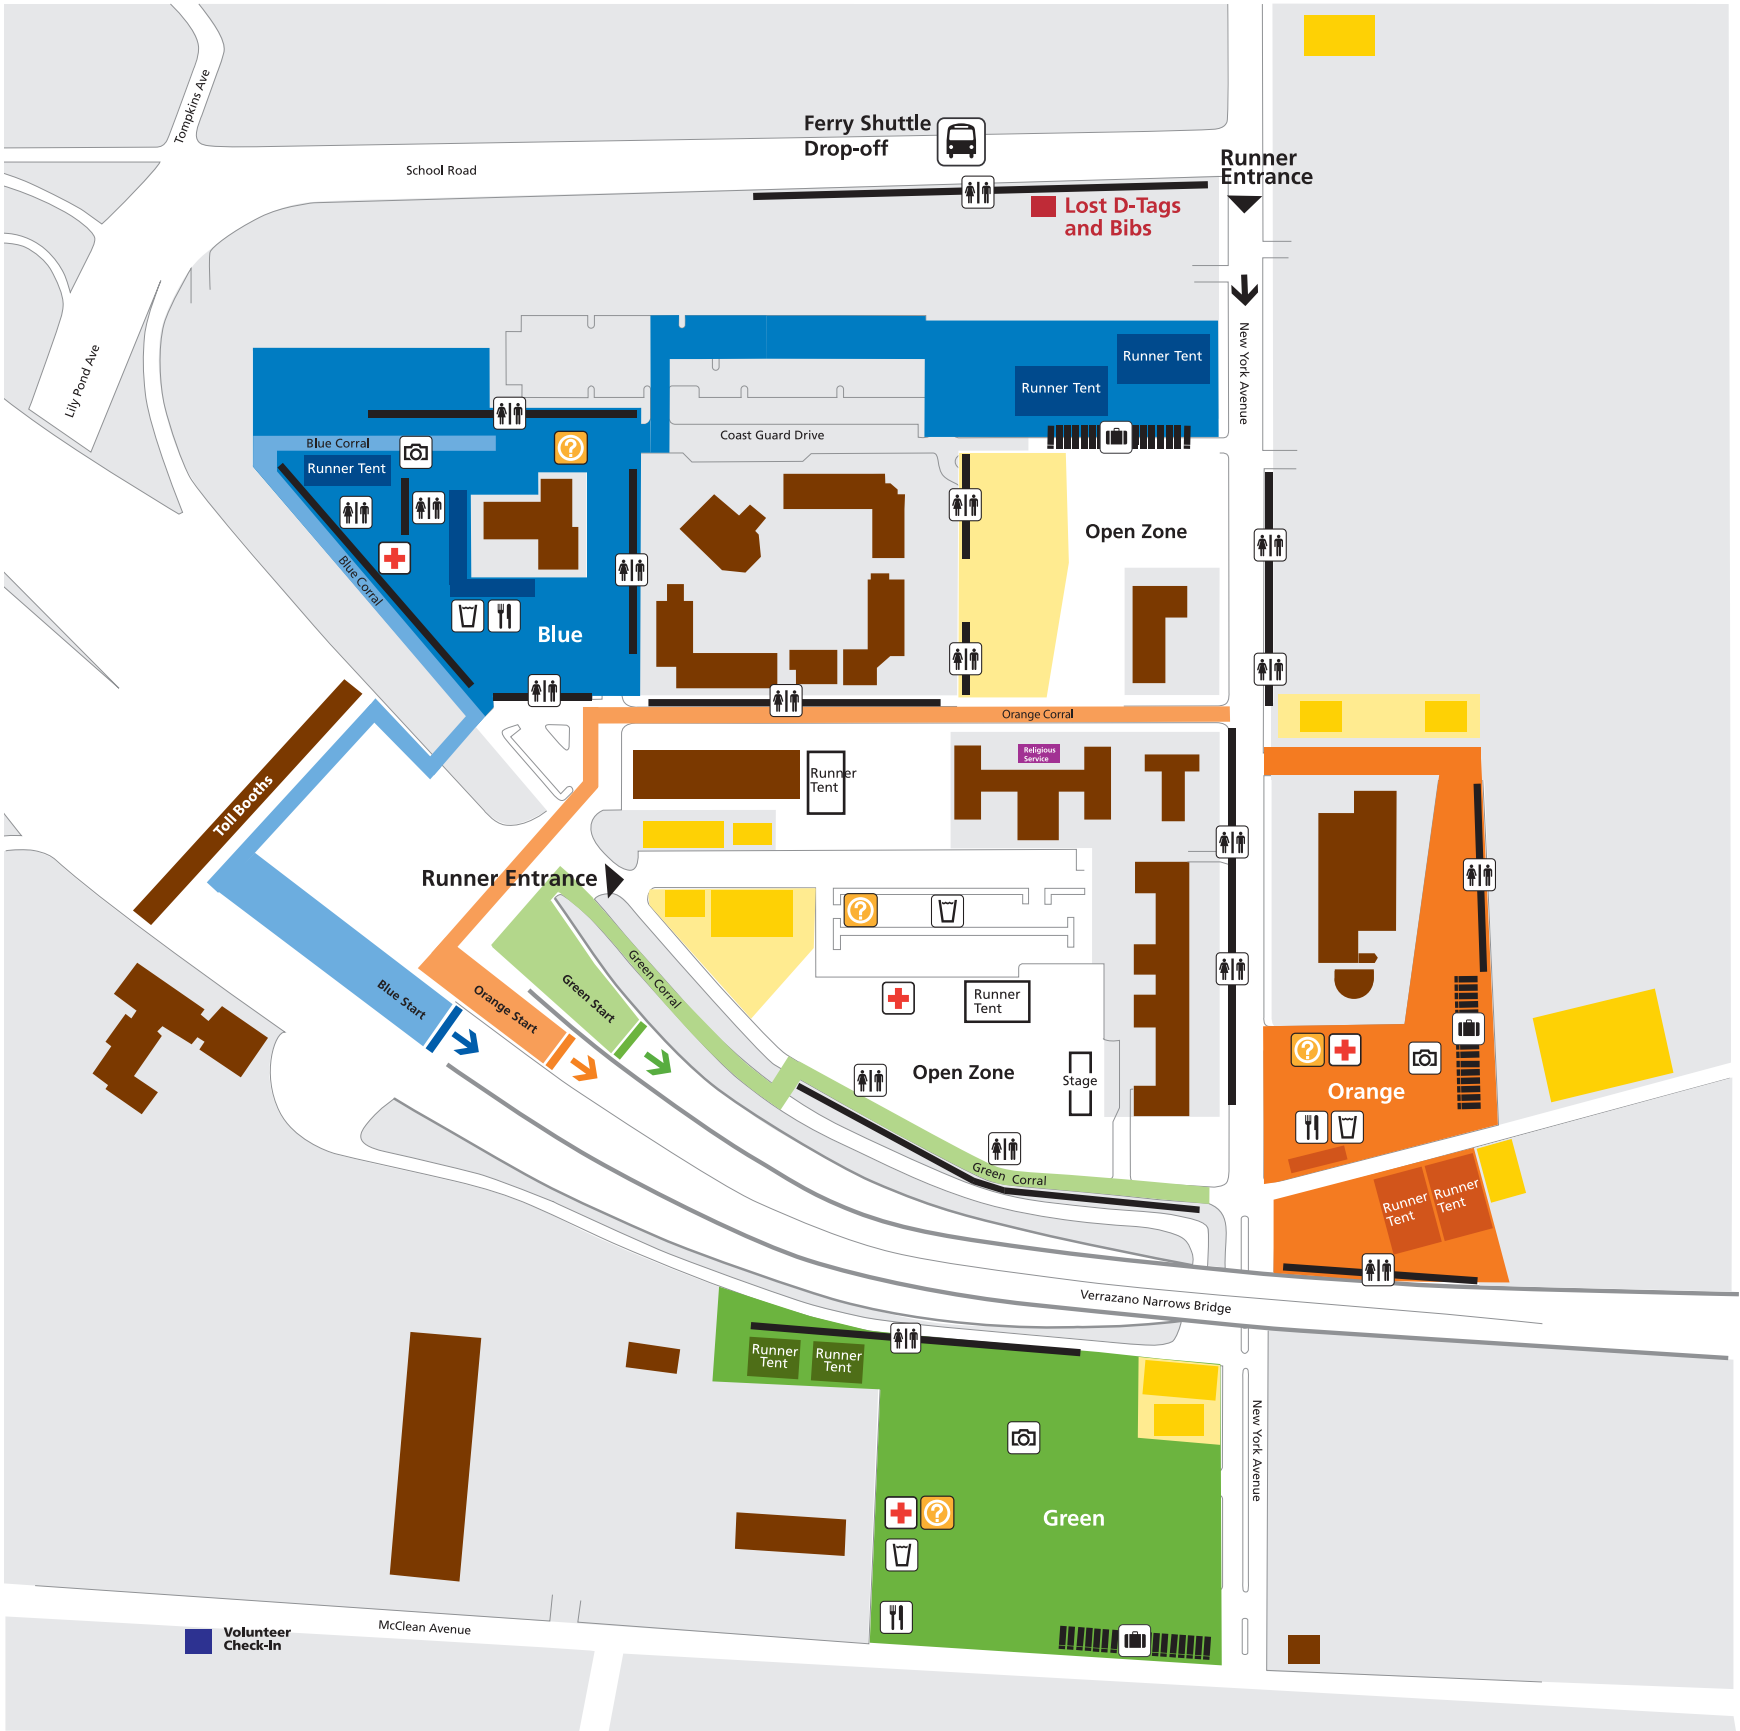 Tompkins Ave
Ferry Shuttle
Drop-off
School Road
Runner
Entrance
Lost D-Tags
and Bibs
Lily Pond Ave
New York Avenue
Runner Tent
Runner Tent
Blue Corral
Coast Guard Drive
Runner Tent
Open Zone
Blue Corral
Blue
Orange Corral
Religious
Service
Runner
Tent
Toll Booths
Runner Entrance
Green Corral
Blue Start
Orange Start
Green Start
Runner
Tent
Open Zone
Stage
Orange
Green Corral
Runner
Tent
Runner
Tent
Verrazano Narrows Bridge
Runner
Tent
Runner
Tent
New York Avenue
Green
McClean Avenue
Volunteer
Check-In